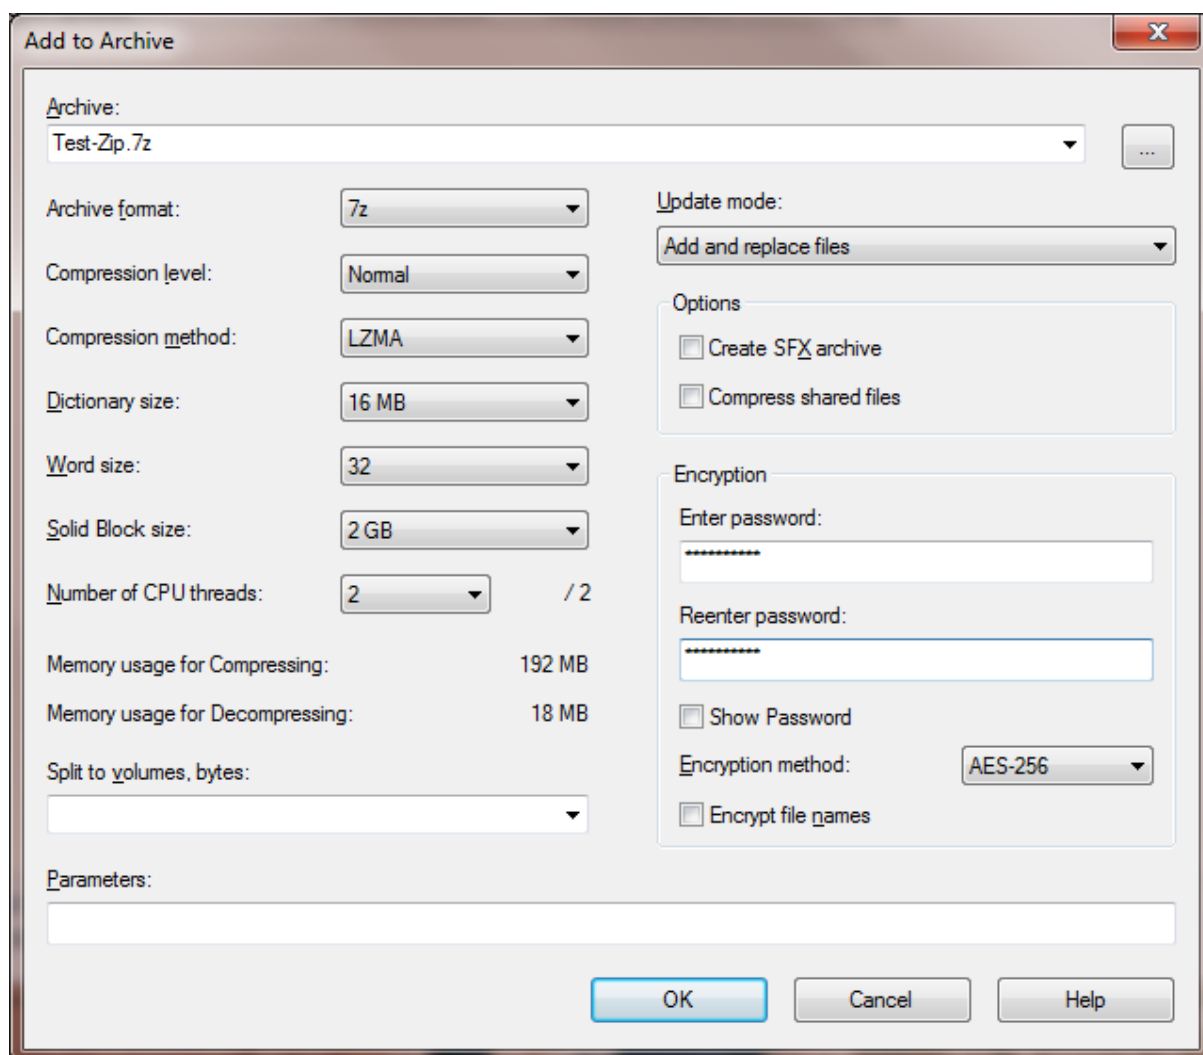 Add to Archive
Archive:
Test-Zip.7z
...
Archive format:
7z
Compression level:
Normal
Compression method:
LZMA
Dictionary size:
16 MB
Word size:
32
Solid Block size:
2 GB
Number of CPU threads:
2
/ 2
Memory usage for Compressing:
192 MB
Memory usage for Decompressing:
18 MB
Split to volumes, bytes:
Update mode:
Add and replace files
Options
Create SFX archive
Compress shared files
Encryption
Enter password:
**********
Reenter password:
**********
Show Password
Encryption method:
AES-256
Encrypt file names
Parameters:
OK
Cancel
Help